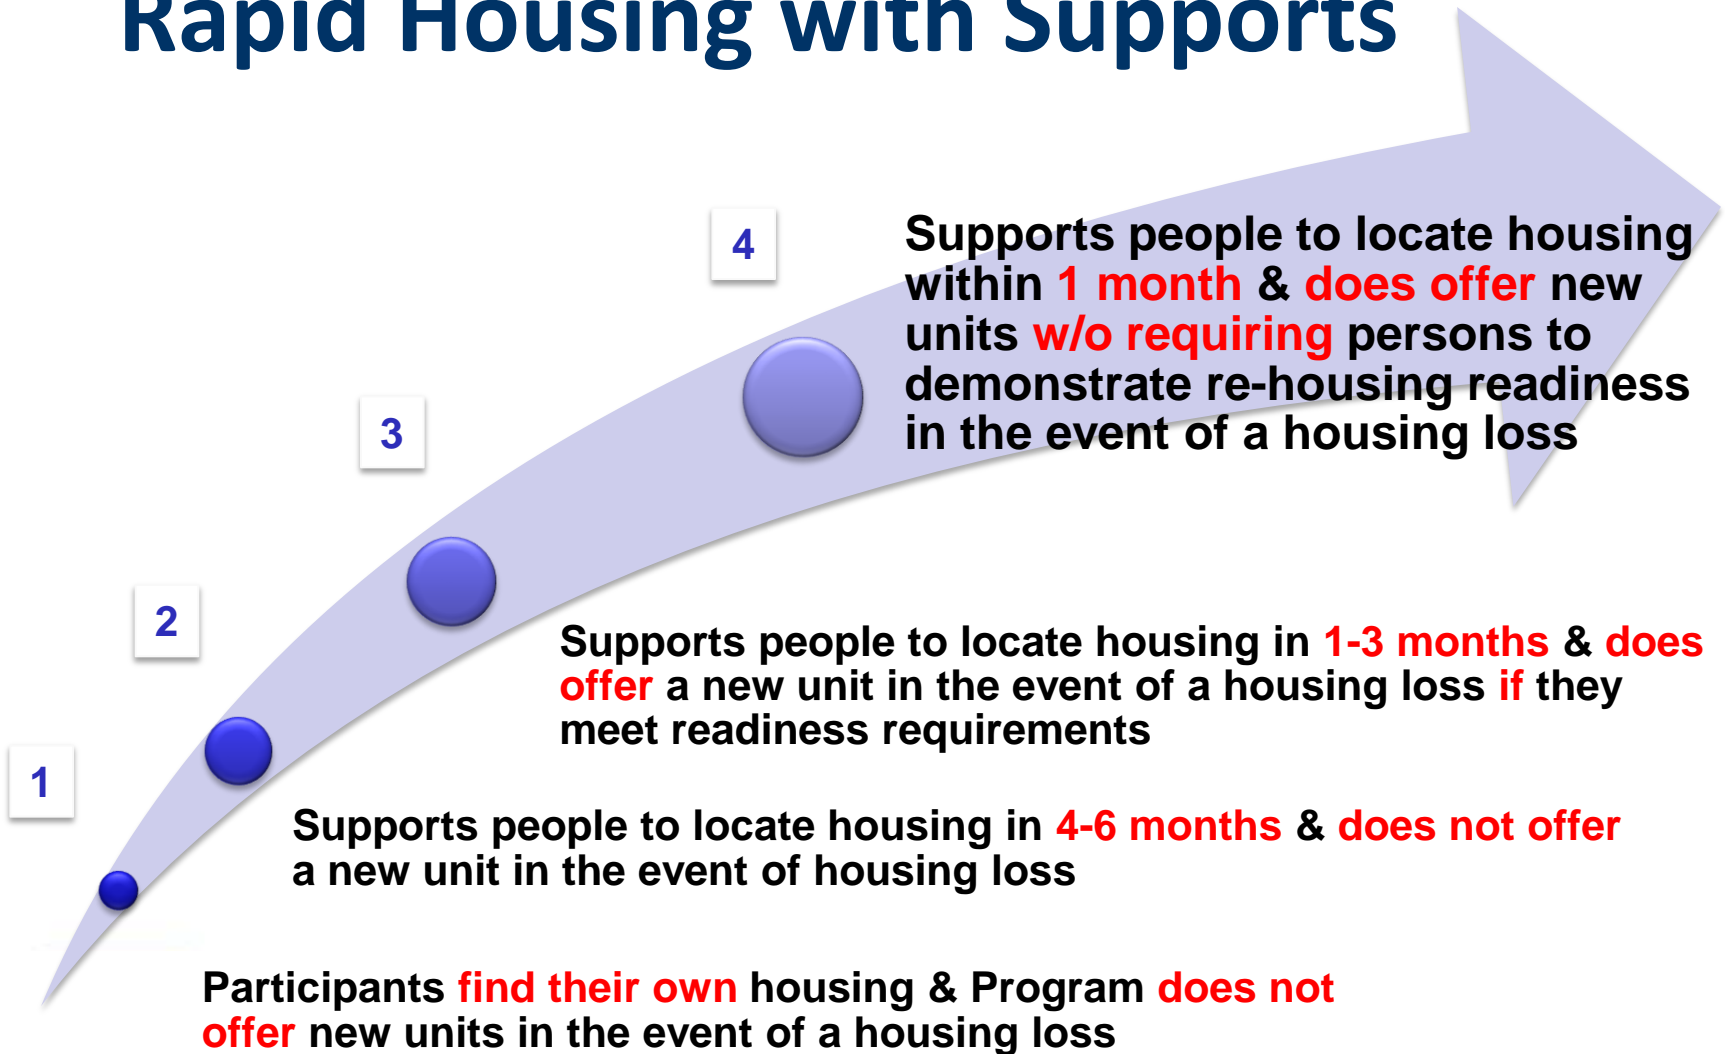 Rapid Housing with Supports
4
Supports people to locate housing
within 1 month & does offer new
units w/o requiring persons to
demonstrate re-housing readiness
in the event of a housing loss
3
Supports people to locate housing in 1-3 months & does
offer a new unit in the event of a housing loss if they
meet readiness requirements
2
Supports people to locate housing in 4-6 months & does not offer
a new unit in the event of housing loss
1
Participants find their own housing & Program does not
offer new units in the event of a housing loss